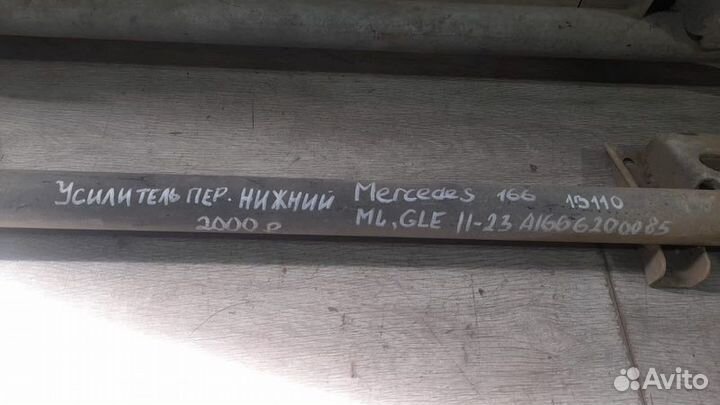 УСИЛИТЕЛЬ ПЕР. НИЖНИЙ Mercedes 166 15110
2000 р ML, GLE 11-23 A1666200085
Avito